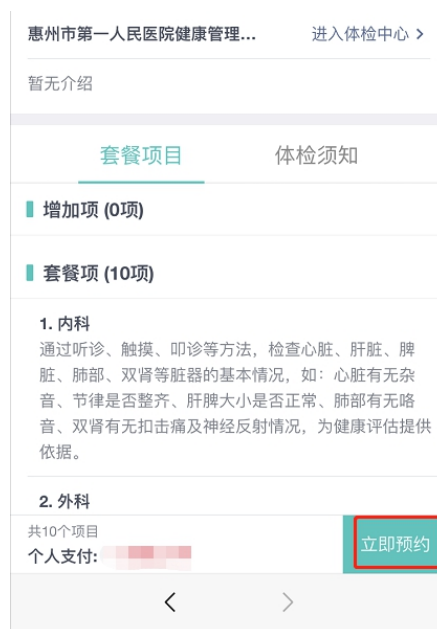 惠州市第一人民医院健康管理...
进入体检中心 >
暂无介绍
套餐项目
体检须知
增加项 (0项)
套餐项 (10项)
1. 内科
通过听诊、触摸、叩诊等方法，检查心脏、肝脏、脾
脏、肺部、双肾等脏器的基本情况，如：心脏有无杂
音、节律是否整齐、肝脾大小是否正常、肺部有无咯
音、双肾有无扣击痛及神经反射情况，为健康评估提供
依据。
2. 外科
共10个项目
个人支付:
立即预约